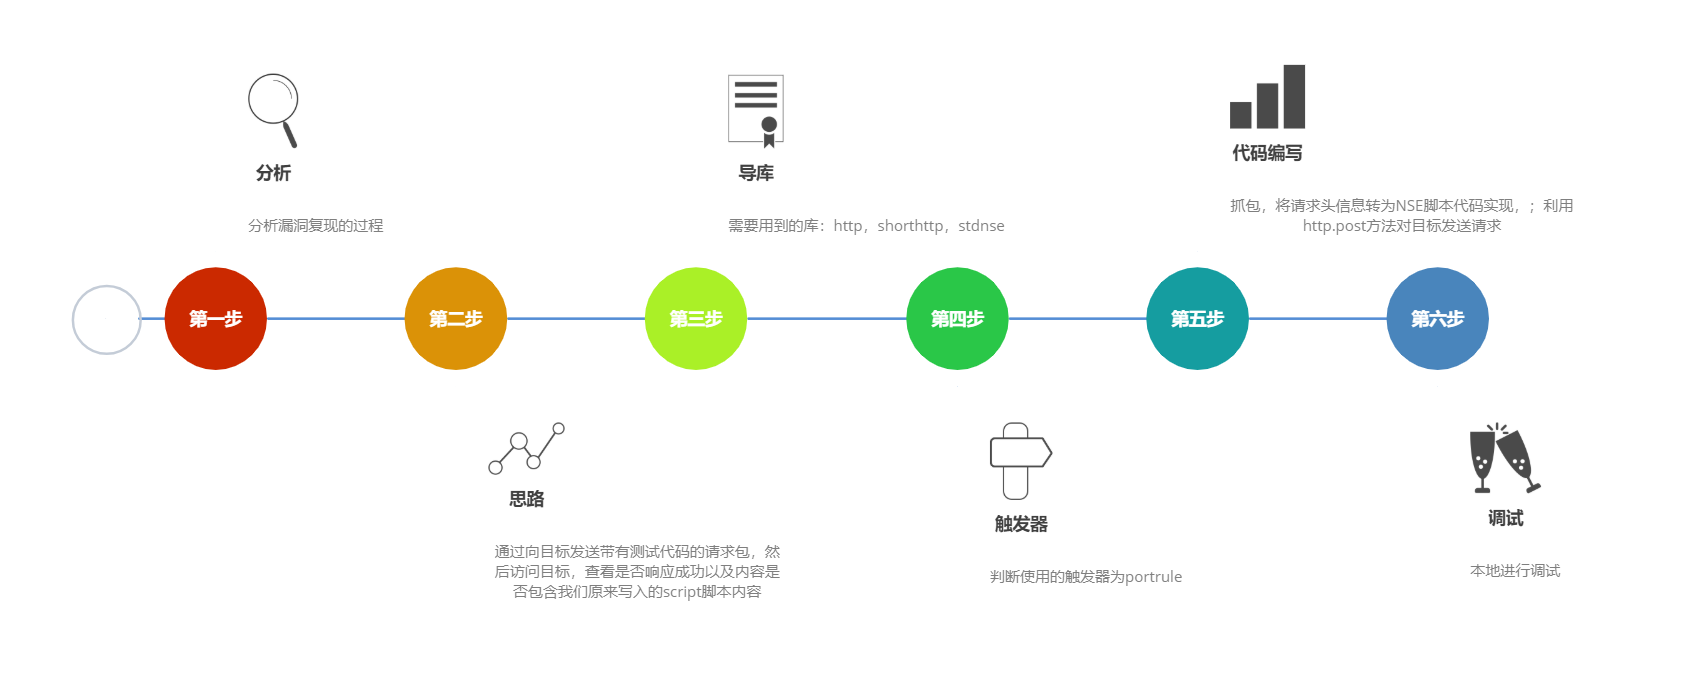 分析
分析漏洞复现的过程
导库
需要用到的库：http，shorthttp，stdnse
代码编写
抓包，将请求头信息转为NSE脚本代码实现，；利用
http.post方法对目标发送请求
第一步
第二步
第三步
第四步
第五步
第六步
思路
通过向目标发送带有测试代码的请求包，然
后访问目标，查看是否响应成功以及内容是
否包含我们原来写入的script脚本内容
触发器
判断使用的触发器为portrule
调试
本地进行调试